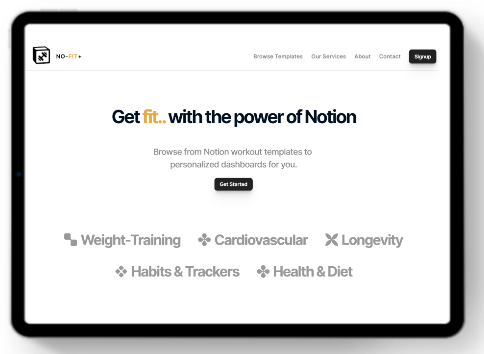 NO-FIT+
Browse Templates Our Services About Contact Signup
Get fit.. with the power of Notion
Browse from Notion workout templates to
personalized dashboards for you.
Get Started
Weight-Training Cardiovascular Longevity
Habits & Trackers Health & Diet